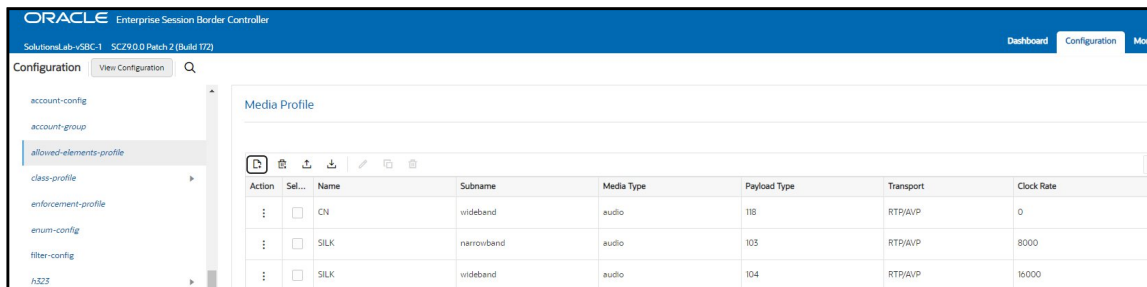 ORACLE Enterprise Session Border Controller
SolutionsLab-vSBC-1 SCZ9.0.0 Patch 2 (Build 172)
Dashboard Configuration Mo
Configuration View Configuration
account-config
account-group
allowed-elements-profile
class-profile
enforcement-profile
enum-config
filter-config
h323
Media Profile
Action Sel... Name Subname Media Type Payload Type Transport Clock Rate
CN wideband audio 118 RTP/AVP 0
SILK narrowband audio 103 RTP/AVP 8000
SILK wideband audio 104 RTP/AVP 16000